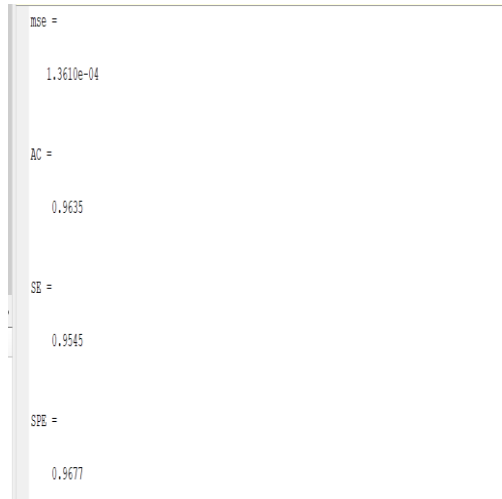 mse =
1.3610e-04
AC =
0.9635
SE =
0.9545
SPE =
0.9677